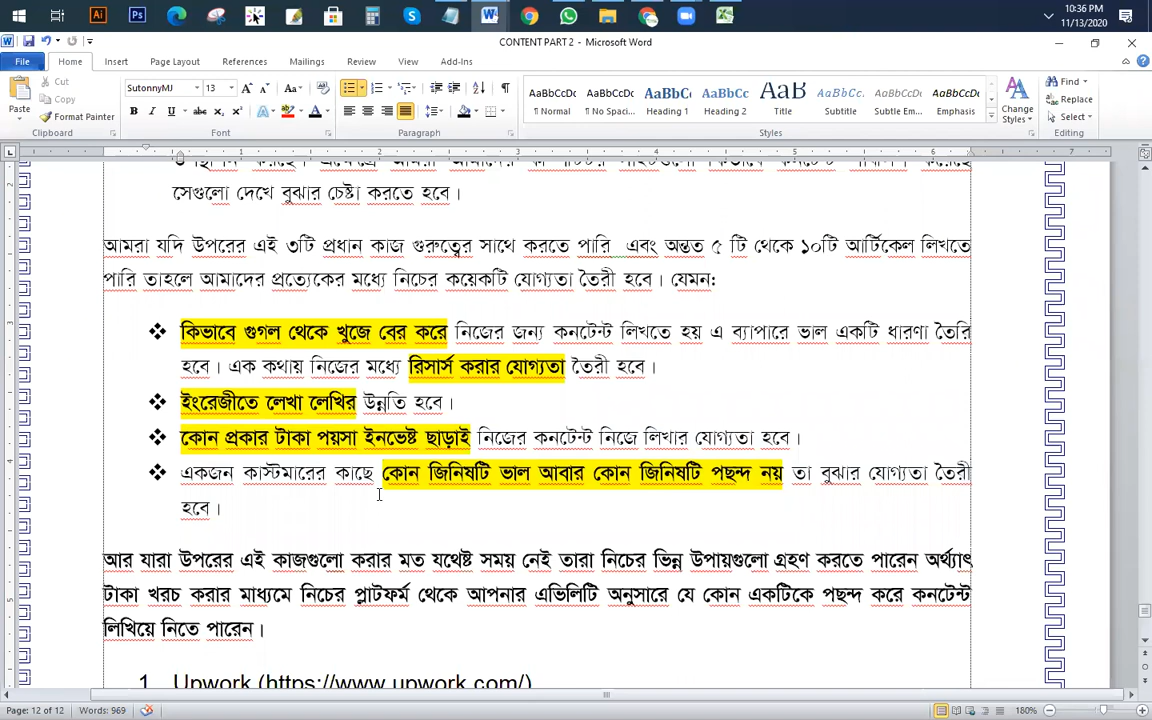 10:36 PM
11/13/2020
CONTENT PART 2 - Microsoft Word
File Home Insert Page Layout References Mailings Review View Add-Ins
Cut
Copy
Format Painter
Paste
Clipboard
SutonnyMJ 13
Font
Paragraph
AaBbCcDc AaBbCcDc AaBbC AaBbCc AaB AaBbCc. AaBbCcDc AaBbCcDc
¶ Normal ¶ No Spaci... Heading 1 Heading 2 Title Subtitle Subtle Em... Emphasis
Change Styles
Styles
Find
Replace
Select
Editing
সেগুলো দেখে বুঝার চেষ্টা করতে হবে।
আমরা যদি উপরের এই ৩টি প্রধান কাজ গুরুত্বের সাথে করতে পারি এবং অন্তত ৫ টি থেকে ১০টি আর্টিকেল লিখতে
পারি তাহলে আমাদের প্রত্যেকের মধ্যে নিচের কয়েকটি যোগ্যতা তৈরী হবে। যেমন:
❖ কিভাবে গুগল থেকে খুজে বের করে নিজের জন্য কনটেন্ট লিখতে হয় এ ব্যাপারে ভাল একটি ধারণা তৈরি
হবে। এক কথায় নিজের মধ্যে রিসার্স করার যোগ্যতা তৈরী হবে।
❖ ইংরেজীতে লেখা লেখির উন্নতি হবে।
❖ কোন প্রকার টাকা পয়সা ইনভেষ্ট ছাড়াই নিজের কনটেন্ট নিজে লিখার যোগ্যতা হবে।
❖ একজন কাস্টমারের কাছে কোন জিনিষটি ভাল আবার কোন জিনিষটি পছন্দ নয় তা বুঝার যোগ্যতা তৈরী
হবে।
আর যারা উপরের এই কাজগুলো করার মত যথেষ্ট সময় নেই তারা নিচের ভিন্ন উপায়গুলো গ্রহণ করতে পারেন অর্থ্যাৎ
টাকা খরচ করার মাধ্যমে নিচের প্লাটফর্ম থেকে আপনার এভিলিটি অনুসারে যে কোন একটিকে পছন্দ করে কনটেন্ট
লিখিয়ে নিতে পারেন।
1. Upwork (https://www.upwork.com/)
Page: 12 of 12 Words: 969
180%